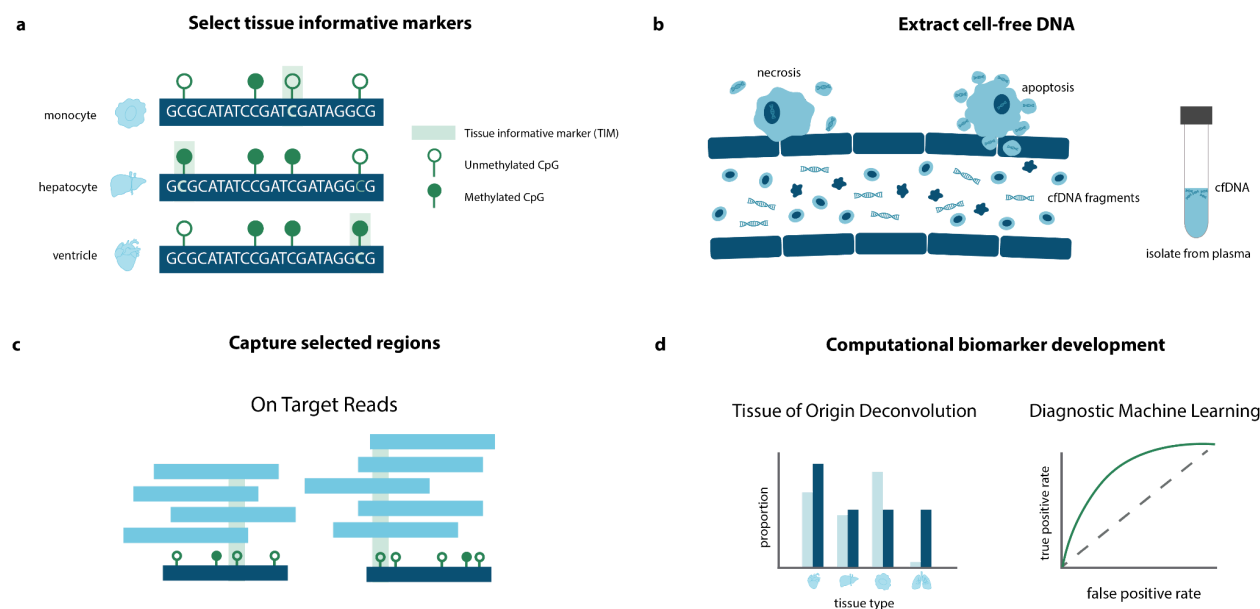 a
Select tissue informative markers
monocyte
GCGCATATCCGATCGATAGGCG
hepatocyte
GCGCATATCCGATCGATAGGCG
ventricle
GCGCATATCCGATCGATAGGCG
Tissue informative marker (TIM)
Unmethylated CpG
Methylated CpG
b
Extract cell-free DNA
necrosis
apoptosis
cfDNA fragments
cfDNA
isolate from plasma
c
Capture selected regions
On Target Reads
d
Computational biomarker development
Tissue of Origin Deconvolution
proportion
tissue type
Diagnostic Machine Learning
true positive rate
false positive rate